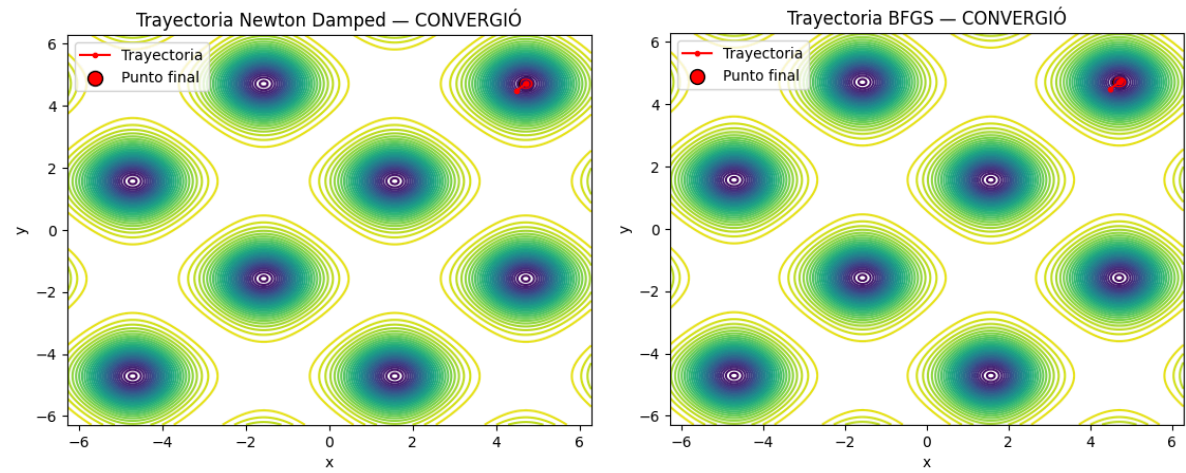 Trayectoria Newton Damped — CONVERGIÓ
Trayectoria
Punto final
6
4
2
0
−2
−4
−6
y
−6
−4
−2
0
2
4
6
x
Trayectoria BFGS — CONVERGIÓ
Trayectoria
Punto final
6
4
2
0
−2
−4
−6
y
−6
−4
−2
0
2
4
6
x